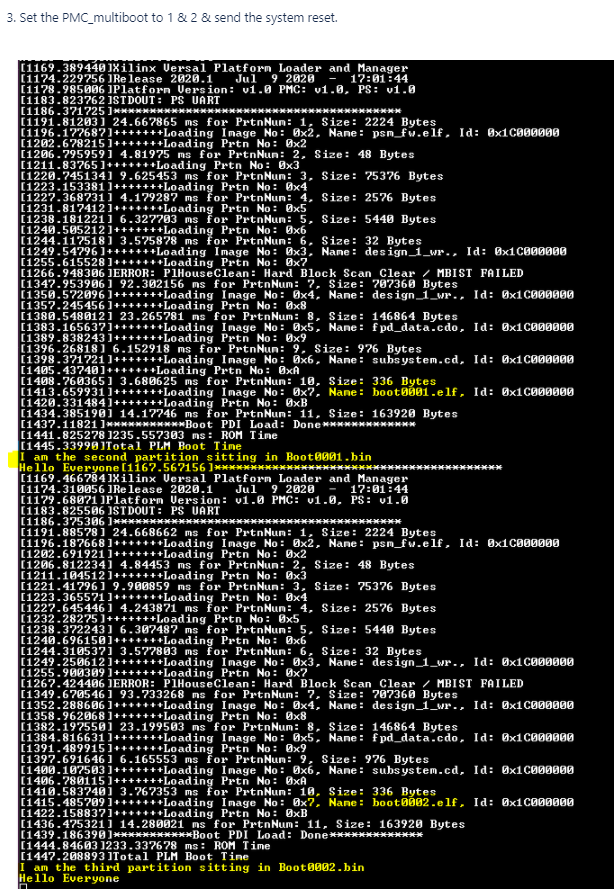 3. Set the PMC_multiboot to 1 & 2 & send the system reset.
[1169.389440]Xilinx Versal Platform Loader and Manager
[1174.229756]Release 2020.1   Jul  9 2020  -  17:01:44
[1178.985006]Platform Version: v1.0 PMC: v1.0, PS: v1.0
[1183.823762]STDOUT: PS UART
[1186.371725]****************************************
[1191.81203] 24.667865 ms for PrtnNum: 1, Size: 2224 Bytes
[1196.177687]+++++++Loading Image No: 0x2, Name: psm_fw.elf, Id: 0x1C000000
[1202.678215]+++++++Loading Prtn No: 0x2
[1206.795959] 4.81975 ms for PrtnNum: 2, Size: 48 Bytes
[1211.83765]+++++++Loading Prtn No: 0x3
[1220.745134] 9.625453 ms for PrtnNum: 3, Size: 75376 Bytes
[1223.153381]+++++++Loading Prtn No: 0x4
[1227.368731] 4.179287 ms for PrtnNum: 4, Size: 2576 Bytes
[1231.817412]+++++++Loading Prtn No: 0x5
[1238.181221] 6.327703 ms for PrtnNum: 5, Size: 5440 Bytes
[1240.505212]+++++++Loading Prtn No: 0x6
[1244.117518] 3.575878 ms for PrtnNum: 6, Size: 32 Bytes
[1249.54796]+++++++Loading Image No: 0x3, Name: design_1_wr., Id: 0x1C000000
[1255.615528]+++++++Loading Prtn No: 0x7
[1266.948306]ERROR: PlHouseClean: Hard Block Scan Clear / MBIST FAILED
[1347.953906] 92.302156 ms for PrtnNum: 7, Size: 707360 Bytes
[1350.572096]+++++++Loading Image No: 0x4, Name: design_1_wr., Id: 0x1C000000
[1357.245456]+++++++Loading Prtn No: 0x8
[1380.548012] 23.265781 ms for PrtnNum: 8, Size: 146864 Bytes
[1383.165637]+++++++Loading Image No: 0x5, Name: fpd_data.cdo, Id: 0x1C000000
[1389.838243]+++++++Loading Prtn No: 0x9
[1396.26818] 6.152918 ms for PrtnNum: 9, Size: 976 Bytes
[1398.371721]+++++++Loading Image No: 0x6, Name: subsystem.cd, Id: 0x1C000000
[1405.43740]+++++++Loading Prtn No: 0xA
[1408.760365] 3.680625 ms for PrtnNum: 10, Size: 336 Bytes
[1413.659931]+++++++Loading Image No: 0x7, Name: boot0001.elf, Id: 0x1C000000
[1420.331484]+++++++Loading Prtn No: 0xB
[1434.385190] 14.17746 ms for PrtnNum: 11, Size: 163920 Bytes
[1437.11821]***********Boot PDI Load: Done*************
[1441.825278]235.557303 ms: ROM Time
[1445.33990]Total PLM Boot Time
I am the second partition sitting in Boot0001.bin
Hello Everyone[1167.567156]****************************************
[1169.466784]Xilinx Versal Platform Loader and Manager
[1174.310056]Release 2020.1   Jul  9 2020  -  17:01:44
[1179.68071]Platform Version: v1.0 PMC: v1.0, PS: v1.0
[1183.825506]STDOUT: PS UART
[1186.375306]****************************************
[1191.88578] 24.668662 ms for PrtnNum: 1, Size: 2224 Bytes
[1196.187668]+++++++Loading Image No: 0x2, Name: psm_fw.elf, Id: 0x1C000000
[1202.691921]+++++++Loading Prtn No: 0x2
[1206.812234] 4.84453 ms for PrtnNum: 2, Size: 48 Bytes
[1211.104512]+++++++Loading Prtn No: 0x3
[1221.41796] 9.900859 ms for PrtnNum: 3, Size: 75376 Bytes
[1223.365571]+++++++Loading Prtn No: 0x4
[1227.645446] 4.243871 ms for PrtnNum: 4, Size: 2576 Bytes
[1232.28275]+++++++Loading Prtn No: 0x5
[1238.372243] 6.307487 ms for PrtnNum: 5, Size: 5440 Bytes
[1240.696150]+++++++Loading Prtn No: 0x6
[1244.310537] 3.577803 ms for PrtnNum: 6, Size: 32 Bytes
[1249.250612]+++++++Loading Image No: 0x3, Name: design_1_wr., Id: 0x1C000000
[1255.900309]+++++++Loading Prtn No: 0x7
[1267.424406]ERROR: PlHouseClean: Hard Block Scan Clear / MBIST FAILED
[1349.670546] 93.733268 ms for PrtnNum: 7, Size: 707360 Bytes
[1352.288606]+++++++Loading Image No: 0x4, Name: design_1_wr., Id: 0x1C000000
[1358.962068]+++++++Loading Prtn No: 0x8
[1382.197550] 23.199503 ms for PrtnNum: 8, Size: 146864 Bytes
[1384.816631]+++++++Loading Image No: 0x5, Name: fpd_data.cdo, Id: 0x1C000000
[1391.489915]+++++++Loading Prtn No: 0x9
[1397.691646] 6.165553 ms for PrtnNum: 9, Size: 976 Bytes
[1400.107503]+++++++Loading Image No: 0x6, Name: subsystem.cd, Id: 0x1C000000
[1406.780115]+++++++Loading Prtn No: 0xA
[1410.583740] 3.767353 ms for PrtnNum: 10, Size: 336 Bytes
[1415.485709]+++++++Loading Image No: 0x7, Name: boot0002.elf, Id: 0x1C000000
[1422.158837]+++++++Loading Prtn No: 0xB
[1436.475321] 14.280021 ms for PrtnNum: 11, Size: 163920 Bytes
[1439.186390]***********Boot PDI Load: Done*************
[1444.84603]233.337678 ms: ROM Time
[1447.208893]Total PLM Boot Time
I am the third partition sitting in Boot0002.bin
Hello Everyone